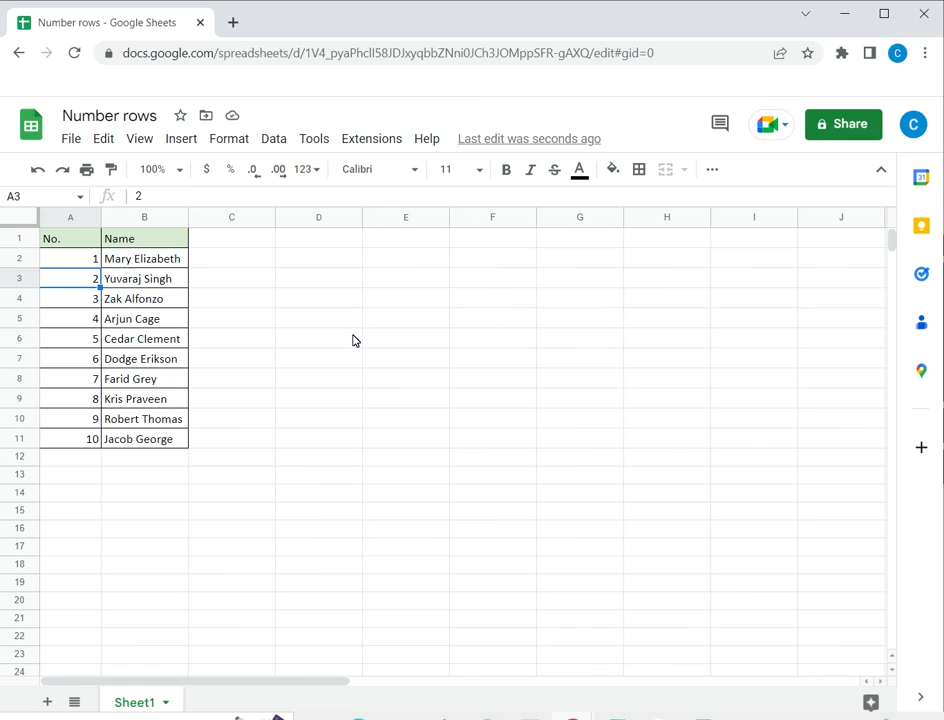 Number rows - Google Sheets
docs.google.com/spreadsheets/d/1V4_pyaPhclI58JDJxyqbbZNni0JCh3JOMppSFR-gAXQ/edit#gid=0
C
Number rows
File Edit View Insert Format Data Tools Extensions Help Last edit was seconds ago
Share
C
100% $ % .0 .00 123 Calibri 11 B I S A
31
A3 fx 2
A B C D E F G H I J
1 No. Name
2 1 Mary Elizabeth
3 2 Yuvaraj Singh
4 3 Zak Alfonzo
5 4 Arjun Cage
6 5 Cedar Clement
7 6 Dodge Erikson
8 7 Farid Grey
9 8 Kris Praveen
10 9 Robert Thomas
11 10 Jacob George
12
13
14
15
16
17
18
19
20
21
22
23
24
Sheet1